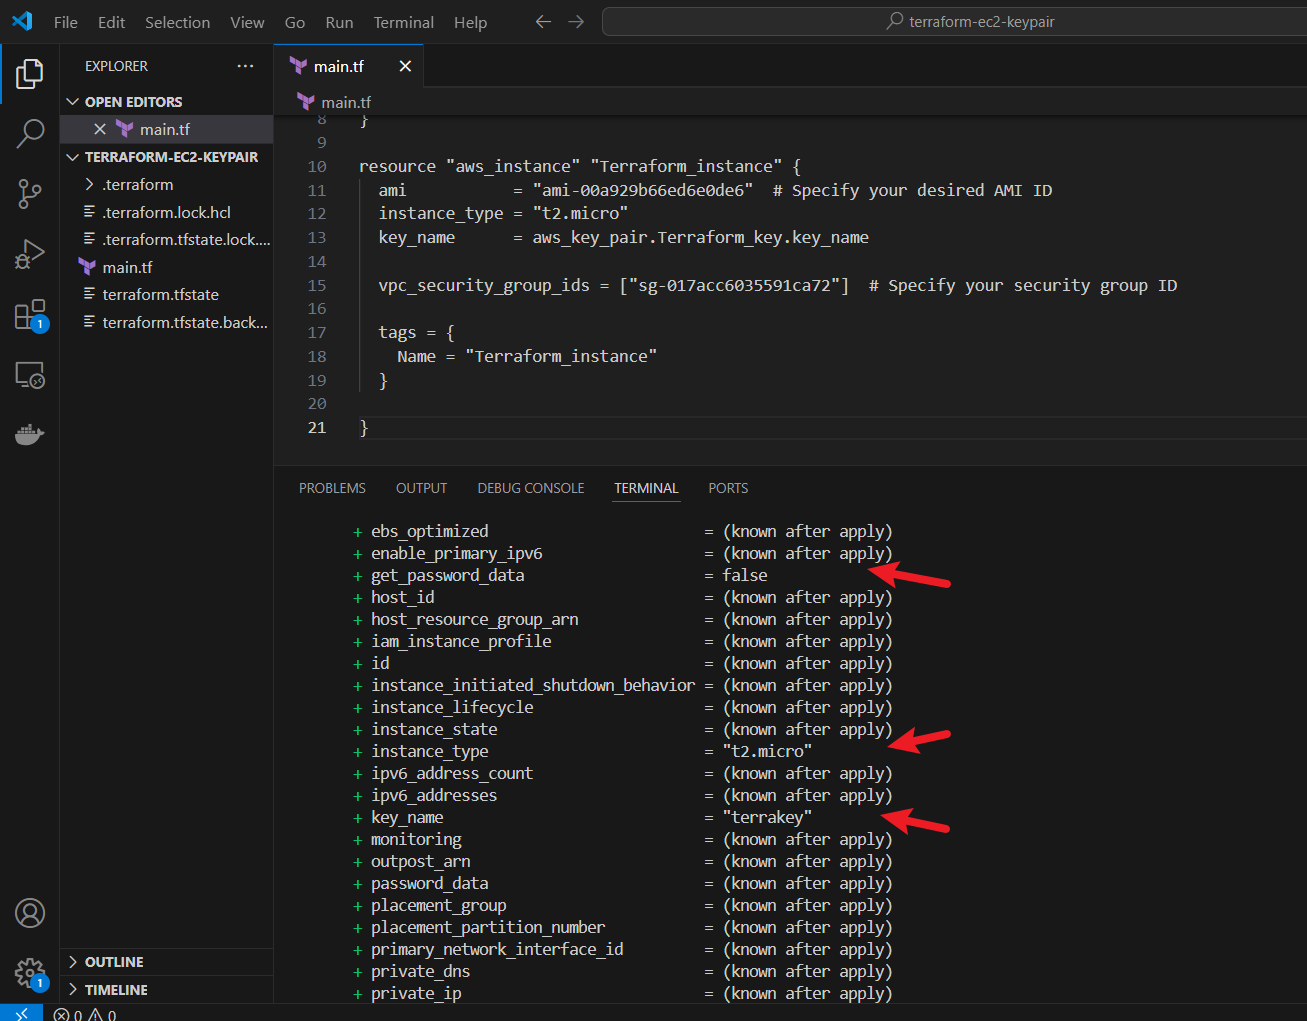 File Edit Selection View Go Run Terminal Help
terraform-ec2-keypair
EXPLORER
OPEN EDITORS
main.tf
TERRAFORM-EC2-KEYPAIR
.terraform
.terraform.lock.hcl
.terraform.tfstate.lock....
main.tf
terraform.tfstate
terraform.tfstate.back...
OUTLINE
TIMELINE
1
1
0 0
main.tf
main.tf
8 }
9
10 resource "aws_instance" "Terraform_instance" {
11 ami = "ami-00a929b66ed6e0de6" # Specify your desired AMI ID
12 instance_type = "t2.micro"
13 key_name = aws_key_pair.Terraform_key.key_name
14
15 vpc_security_group_ids = ["sg-017acc6035591ca72"] # Specify your security group ID
16
17 tags = {
18 Name = "Terraform_instance"
19 }
20
21 }
PROBLEMS OUTPUT DEBUG CONSOLE TERMINAL PORTS
+ ebs_optimized = (known after apply)
+ enable_primary_ipv6 = (known after apply)
+ get_password_data = false
+ host_id = (known after apply)
+ host_resource_group_arn = (known after apply)
+ iam_instance_profile = (known after apply)
+ id = (known after apply)
+ instance_initiated_shutdown_behavior = (known after apply)
+ instance_lifecycle = (known after apply)
+ instance_state = (known after apply)
+ instance_type = "t2.micro"
+ ipv6_address_count = (known after apply)
+ ipv6_addresses = (known after apply)
+ key_name = "terrakey"
+ monitoring = (known after apply)
+ outpost_arn = (known after apply)
+ password_data = (known after apply)
+ placement_group = (known after apply)
+ placement_partition_number = (known after apply)
+ primary_network_interface_id = (known after apply)
+ private_dns = (known after apply)
+ private_ip = (known after apply)